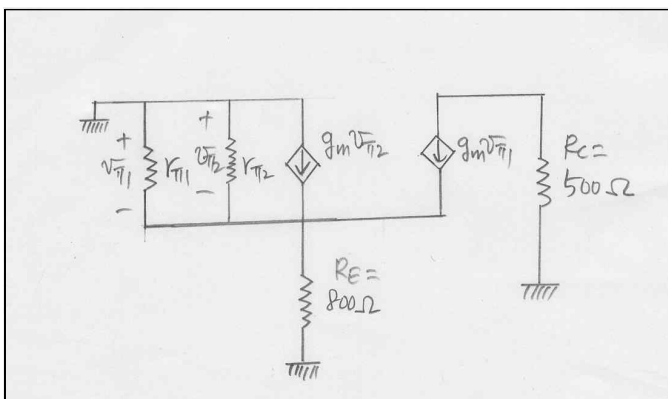 +
+
vπ1
rπ1
vπ2
rπ2
−
−
gmvπ2
gmvπ1
RC =
500Ω
RE =
800Ω